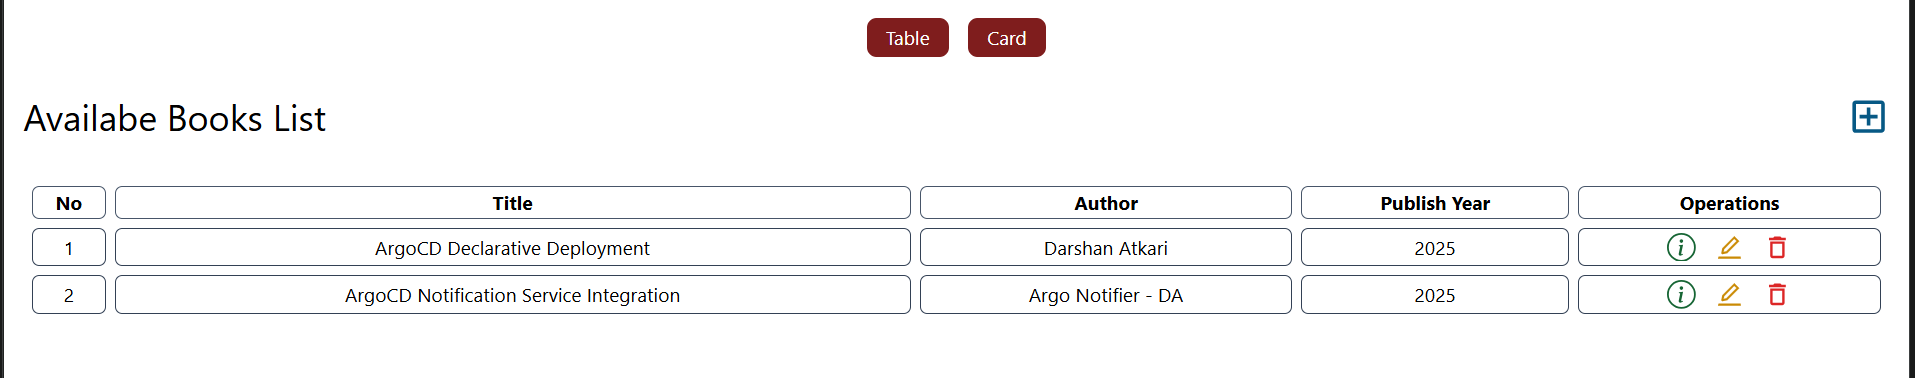 Table Card
Availabe Books List
No Title Author Publish Year Operations
1 ArgoCD Declarative Deployment Darshan Atkari 2025
2 ArgoCD Notification Service Integration Argo Notifier - DA 2025